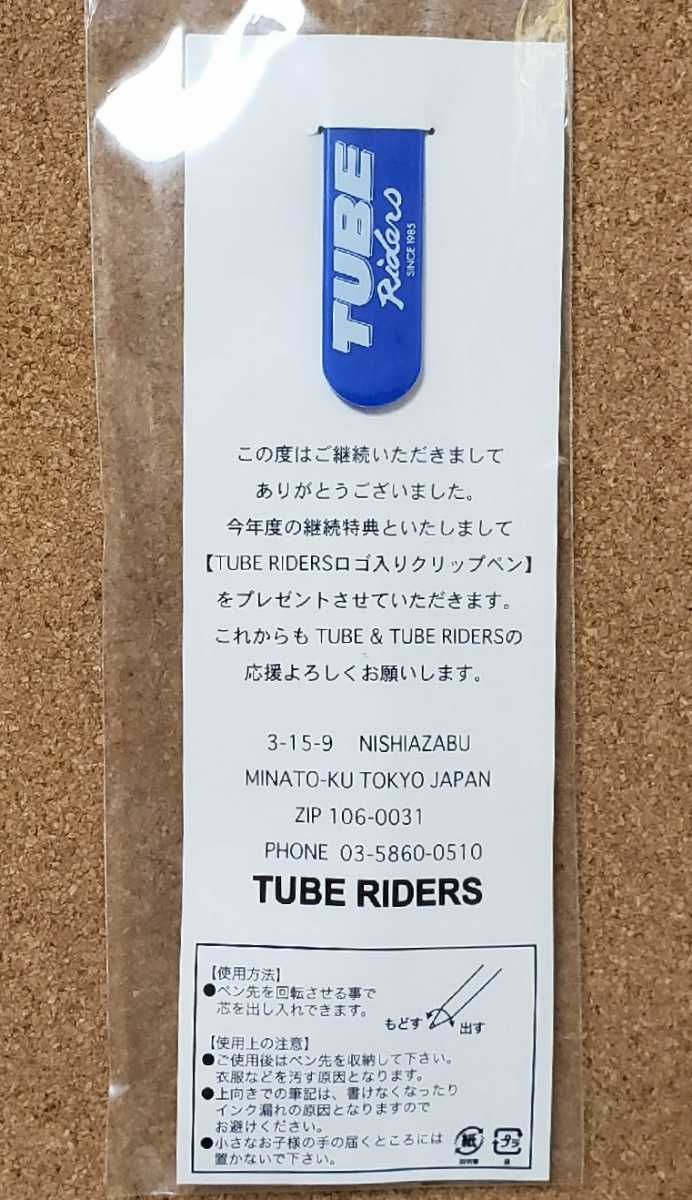 TUBE
Riders
SINCE 1985
この度はご継続いただきまして
ありがとうございました。
今年度の継続特典といたしまして
【TUBE RIDERSロゴ入りクリップペン】
をプレゼントさせていただきます。
これからも TUBE & TUBE RIDERSの
応援よろしくお願いします。
3-15-9 NISHIAZABU
MINATO-KU TOKYO JAPAN
ZIP 106-0031
PHONE 03-5860-0510
TUBE RIDERS
【使用方法】
●ペン先を回転させる事で
芯を出し入れできます。
もどす 出す
【使用上の注意】
●ご使用後はペン先を収納して下さい。
衣服などを汚す原因となります。
●上向きでの筆記は、書けなくなったり
インク漏れの原因となりますので
お避けください。
●小さなお子様の手の届くところには
置かないで下さい。
紙 プラ
説明書 袋